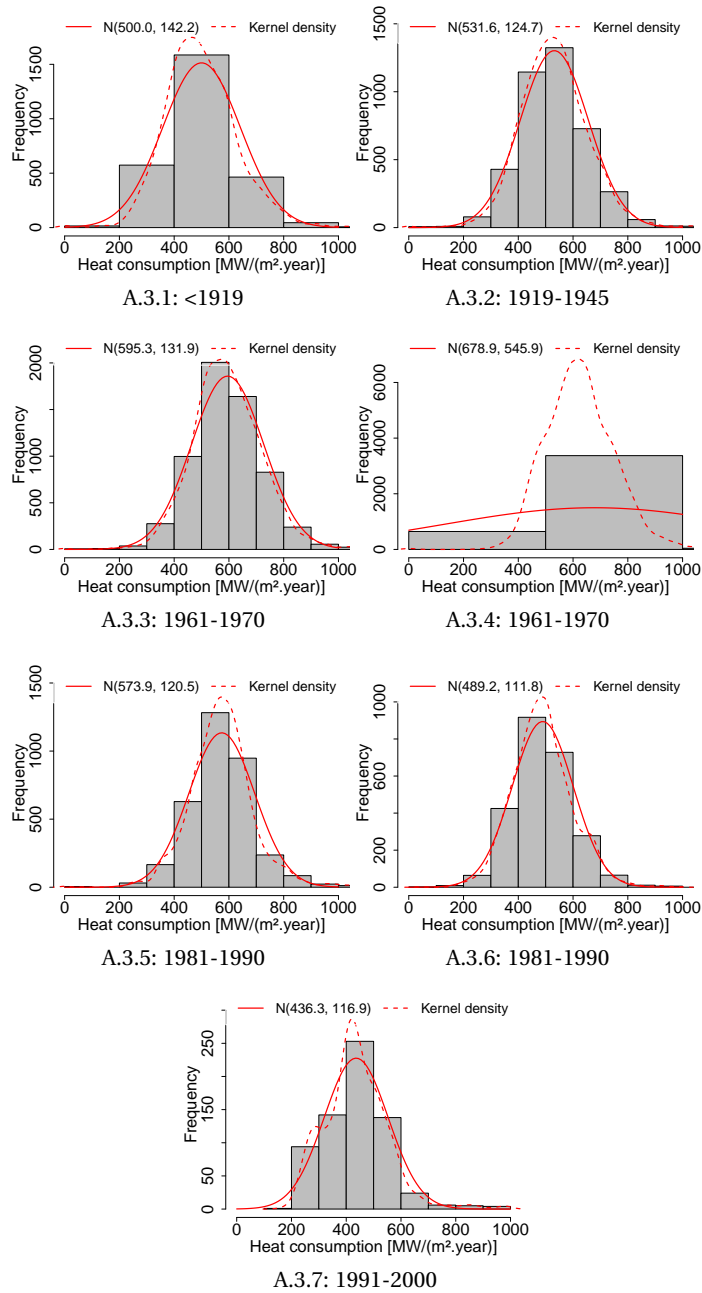 N(500.0, 142.2) Kernel density
Frequency
0 500 1000 1500
0 200 400 600 800 1000
Heat consumption [MW/(m².year)]
A.3.1: <1919
N(531.6, 124.7) Kernel density
Frequency
0 500 1000 1500
0 200 400 600 800 1000
Heat consumption [MW/(m².year)]
A.3.2: 1919-1945
N(595.3, 131.9) Kernel density
Frequency
0 500 1000 1500 2000
0 200 400 600 800 1000
Heat consumption [MW/(m².year)]
A.3.3: 1961-1970
N(678.9, 545.9) Kernel density
Frequency
0 2000 4000 6000
0 200 400 600 800 1000
Heat consumption [MW/(m².year)]
A.3.4: 1961-1970
N(573.9, 120.5) Kernel density
Frequency
0 500 1000 1500
0 200 400 600 800 1000
Heat consumption [MW/(m².year)]
A.3.5: 1981-1990
N(489.2, 111.8) Kernel density
Frequency
0 200 600 1000
0 200 400 600 800 1000
Heat consumption [MW/(m².year)]
A.3.6: 1981-1990
N(436.3, 116.9) Kernel density
Frequency
0 50 150 250
0 200 400 600 800 1000
Heat consumption [MW/(m².year)]
A.3.7: 1991-2000